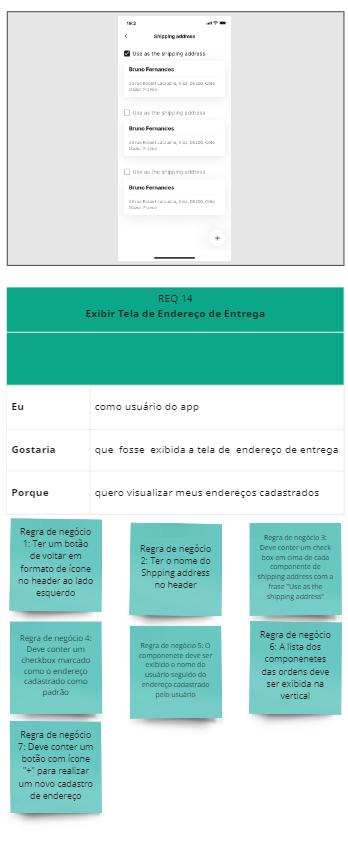 19:2
Shipping address
Use as the shipping address
Bruno Fernandes
25 rue Robert Latouche, Nice, 06200, Côte
D'azur, France
Use as the shipping address
Bruno Fernandes
25 rue Robert Latouche, Nice, 06200, Côte
D'azur, France
Use as the shipping address
Bruno Fernandes
25 rue Robert Latouche, Nice, 06200, Côte
D'azur, France
+
REQ 14
Exibir Tela de Endereço de Entrega
Eu
como usuário do app
Gostaria
que fosse exibida a tela de endereço de entrega
Porque
quero visualizar meus endereços cadastrados
Regra de negócio
1: Ter um botão
de voltar em
formato de ícone
no header ao lado
esquerdo
Regra de negócio
2: Ter o nome do
Shpping address
no header
Regra de negócio 3:
Deve conter um check
box em cima de cada
componente de
shipping address com a
frase "Use as the
shipping address"
Regra de negócio 4:
Deve conter um
checkbox marcado
como o endereço
cadastrado como
padrão
Regra de negócio 5: O
componenete deve ser
exibido o nome do
usuário seguido do
endereço cadastrado
pelo usuário
Regra de negócio
6: A lista dos
componenetes
das ordens deve
ser exibida na
vertical
Regra de negócio
7: Deve conter um
botão com ícone
"+" para realizar
um novo cadastro
de endereço